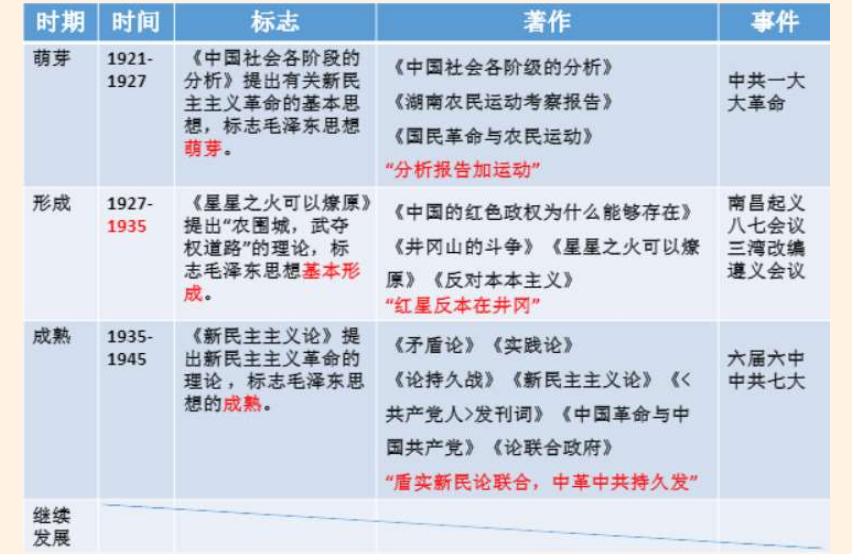 时期 时间 标志 著作 事件
萌芽
1921-
1927
《中国社会各阶段的
分析》提出有关新民
主主义革命的基本思
想，标志毛泽东思想
萌芽。
《中国社会各阶级的分析》
《湖南农民运动考察报告》
《国民革命与农民运动》
“分析报告加运动”
中共一大
大革命
形成
1927-
1935
《星星之火可以燎原》
提出“农围城，武夺
权道路”的理论，标
志毛泽东思想基本形
成。
《中国的红色政权为什么能够存在》
《井冈山的斗争》《星星之火可以燎
原》《反对本本主义》
“红星反本在井冈”
南昌起义
八七会议
三湾改编
遵义会议
成熟
1935-
1945
《新民主主义论》提
出新民主主义革命的
理论，标志毛泽东思
想的成熟。
《矛盾论》《实践论》
《论持久战》《新民主主义论》《<
共产党人>发刊词》《中国革命与中
国共产党》《论联合政府》
“盾实新民论联合，中革中共持久发”
六届六中
中共七大
继续
发展